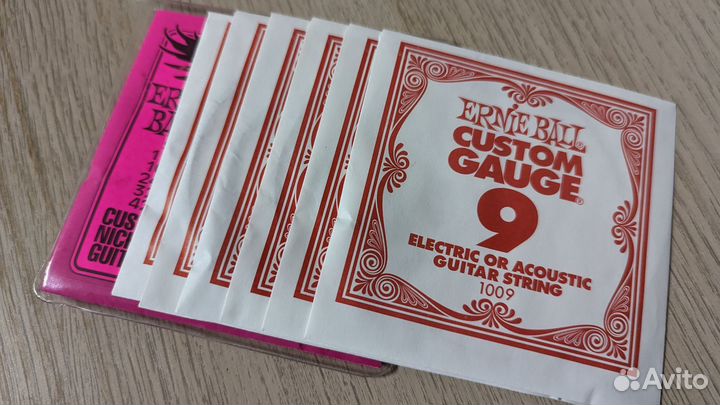 ERNIE BALL
CUSTOM
GAUGE®
9
ELECTRIC OR ACOUSTIC
GUITAR STRING
1009
Avito